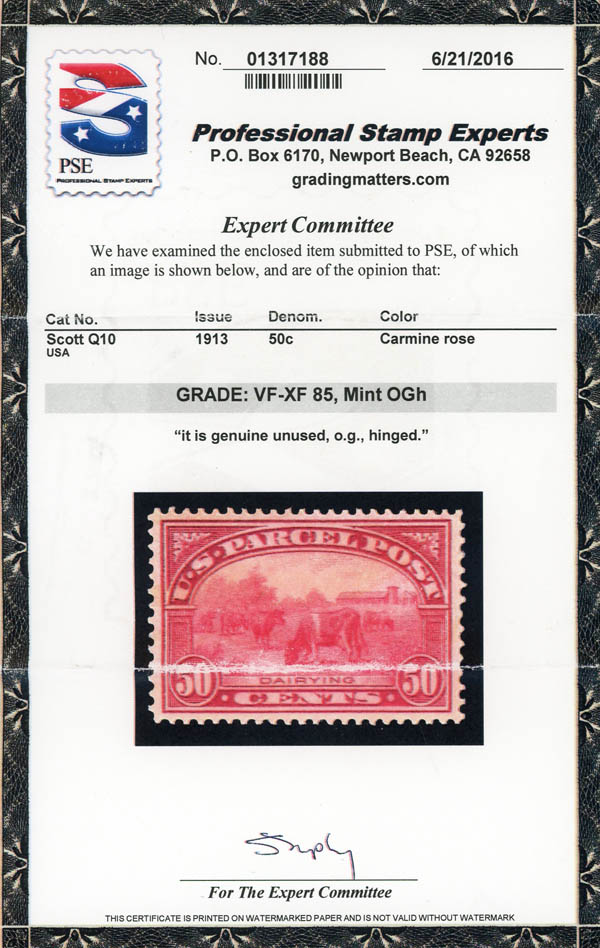 No. 01317188 6/21/2016
PSE
PROFESSIONAL STAMP EXPERTS
Professional Stamp Experts
P.O. Box 6170, Newport Beach, CA 92658
gradingmatters.com
Expert Committee
We have examined the enclosed item submitted to PSE, of which
an image is shown below, and are of the opinion that:
Cat No. Issue Denom. Color
Scott Q10 1913 50c Carmine rose
USA
GRADE: VF-XF 85, Mint OGh
“it is genuine unused, o.g., hinged.”
U.S. PARCEL POST
DAIRYING
50 · CENTS · 50
For The Expert Committee
THIS CERTIFICATE IS PRINTED ON WATERMARKED PAPER AND IS NOT VALID WITHOUT WATERMARK